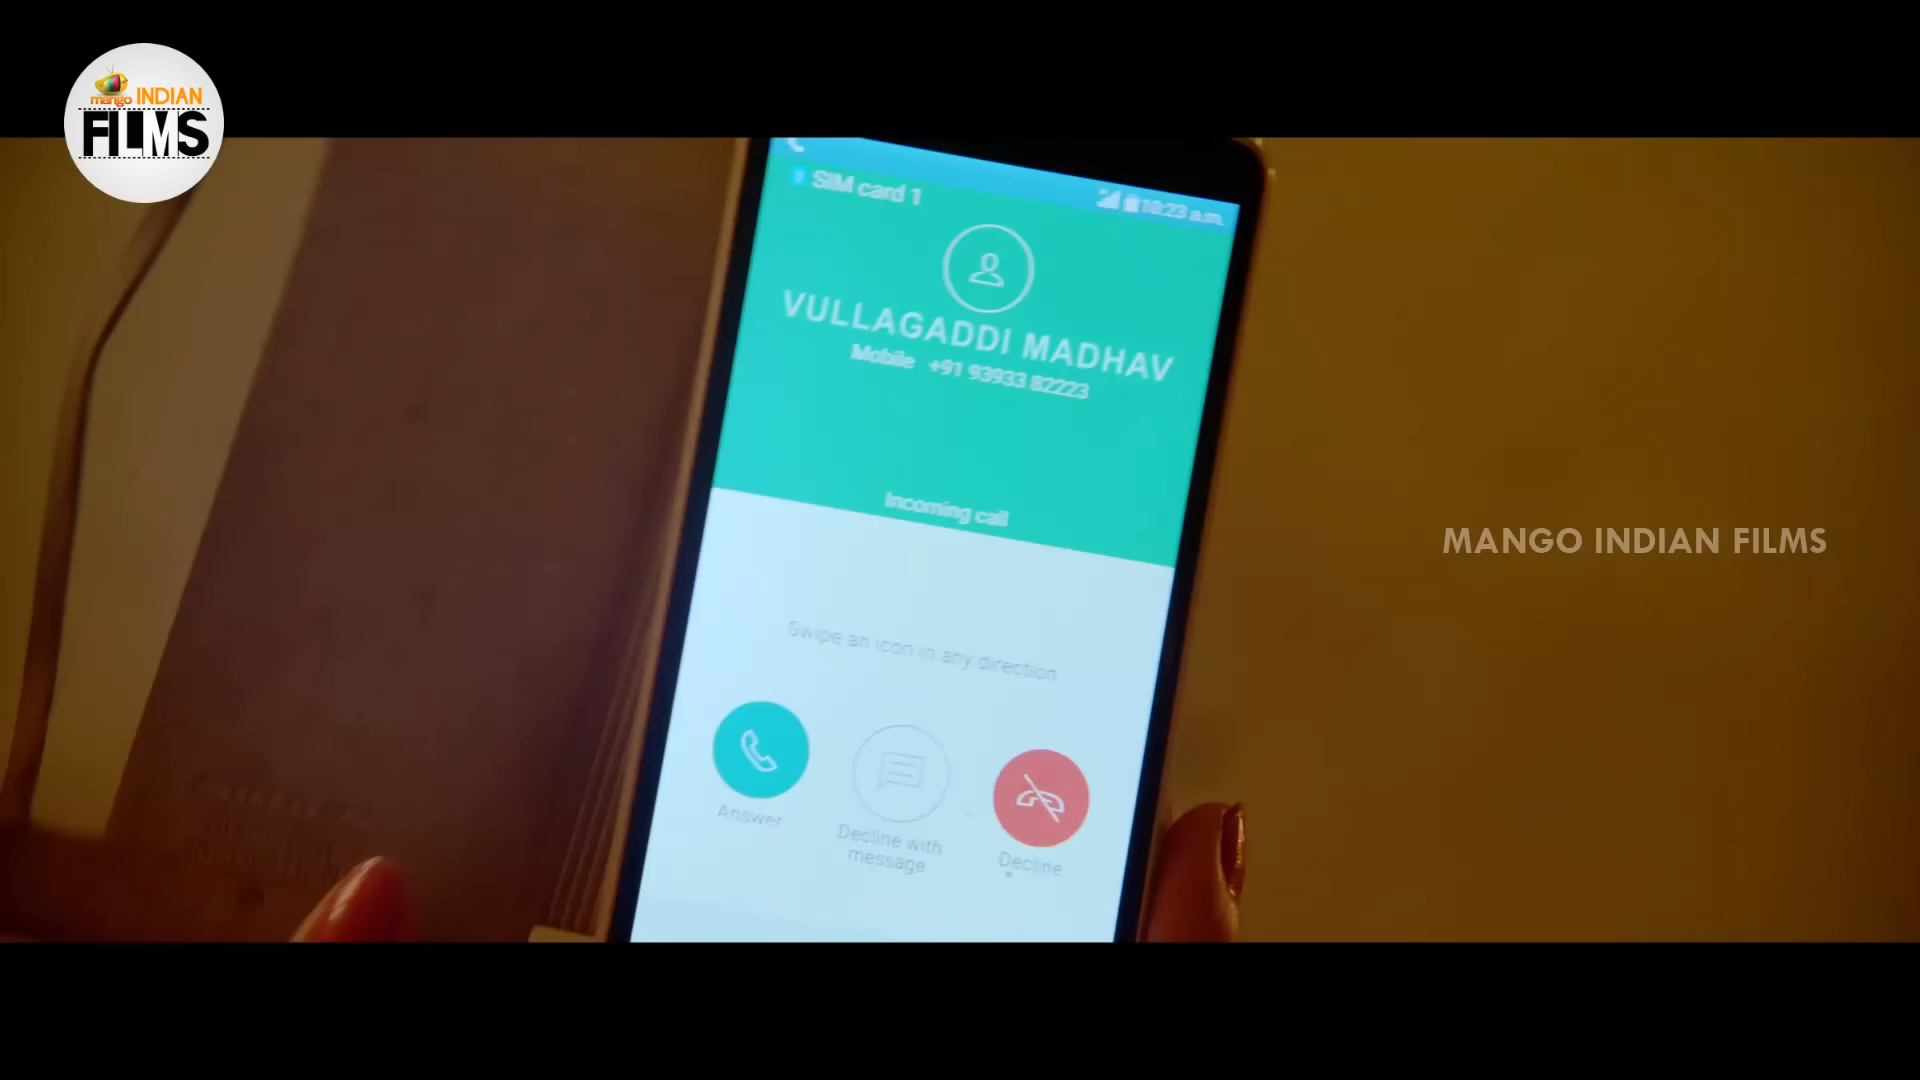 mango INDIAN
FILMS
SIM card 1
10:23 a.m.
VULLAGADDI MADHAV
Mobile +91 93933 82223
Incoming call
MANGO INDIAN FILMS
Swipe an icon in any direction
Answer
Decline with
message
Decline